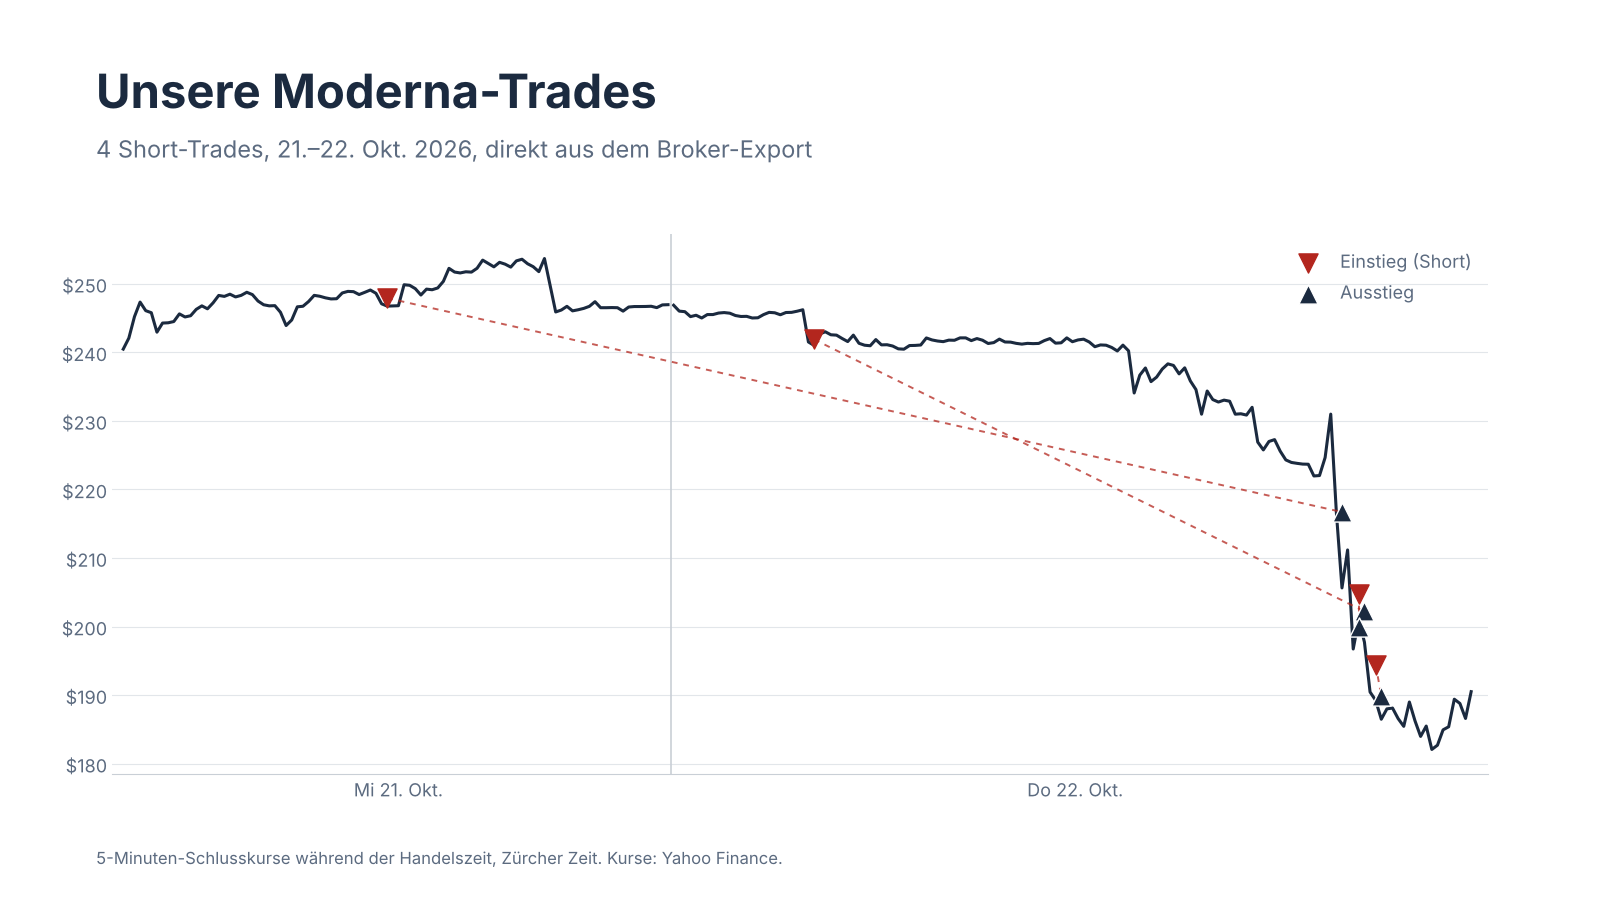 Unsere Moderna-Trades
4 Short-Trades, 21.–22. Okt. 2026, direkt aus dem Broker-Export
Einstieg (Short)
Ausstieg
$250
$240
$230
$220
$210
$200
$190
$180
Mi 21. Okt.
Do 22. Okt.
5-Minuten-Schlusskurse während der Handelszeit, Zürcher Zeit. Kurse: Yahoo Finance.